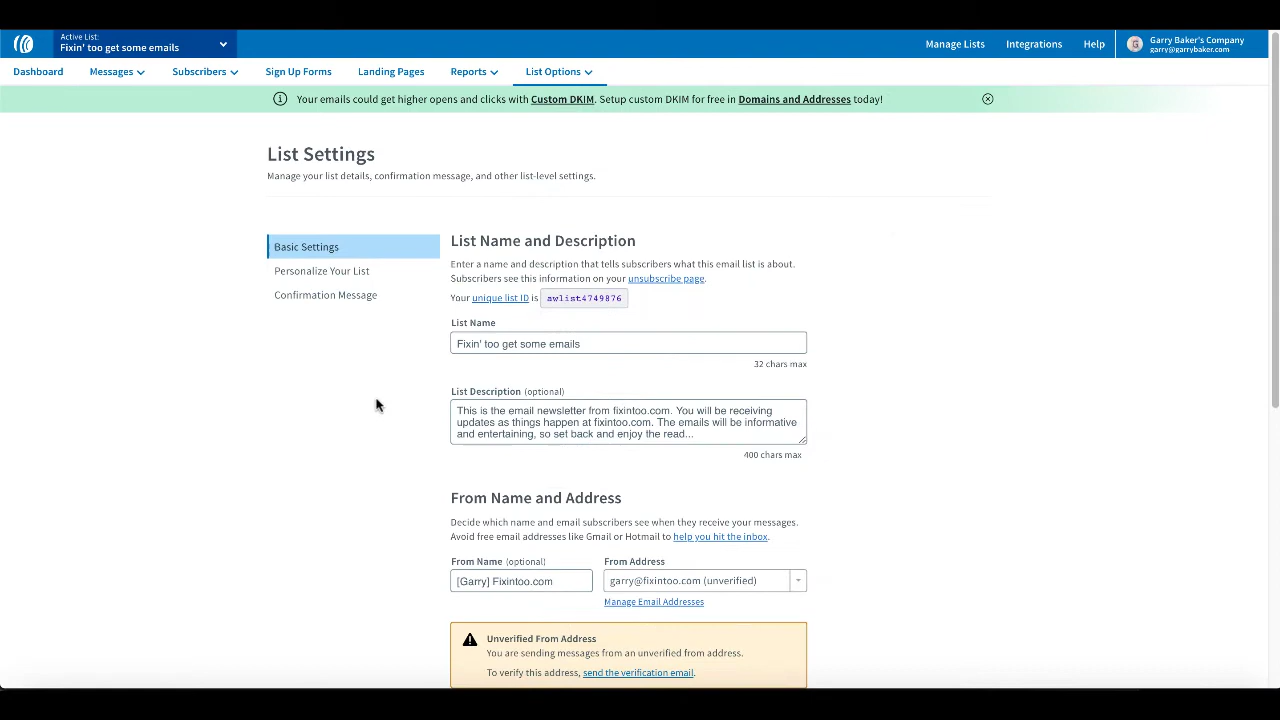 Active List:
Fixin' too get some emails
Manage Lists
Integrations
Help
G
Garry Baker's Company
garry@garrybaker.com
Dashboard
Messages
Subscribers
Sign Up Forms
Landing Pages
Reports
List Options
Your emails could get higher opens and clicks with Custom DKIM. Setup custom DKIM for free in Domains and Addresses today!
List Settings
Manage your list details, confirmation message, and other list-level settings.
Basic Settings
Personalize Your List
Confirmation Message
List Name and Description
Enter a name and description that tells subscribers what this email list is about.
Subscribers see this information on your unsubscribe page.
Your unique list ID is awlist4749876
List Name
Fixin' too get some emails
32 chars max
List Description (optional)
This is the email newsletter from fixintoo.com. You will be receiving
updates as things happen at fixintoo.com. The emails will be informative
and entertaining, so set back and enjoy the read...
400 chars max
From Name and Address
Decide which name and email subscribers see when they receive your messages.
Avoid free email addresses like Gmail or Hotmail to help you hit the inbox.
From Name (optional)
From Address
[Garry] Fixintoo.com
garry@fixintoo.com (unverified)
Manage Email Addresses
Unverified From Address
You are sending messages from an unverified from address.
To verify this address, send the verification email.